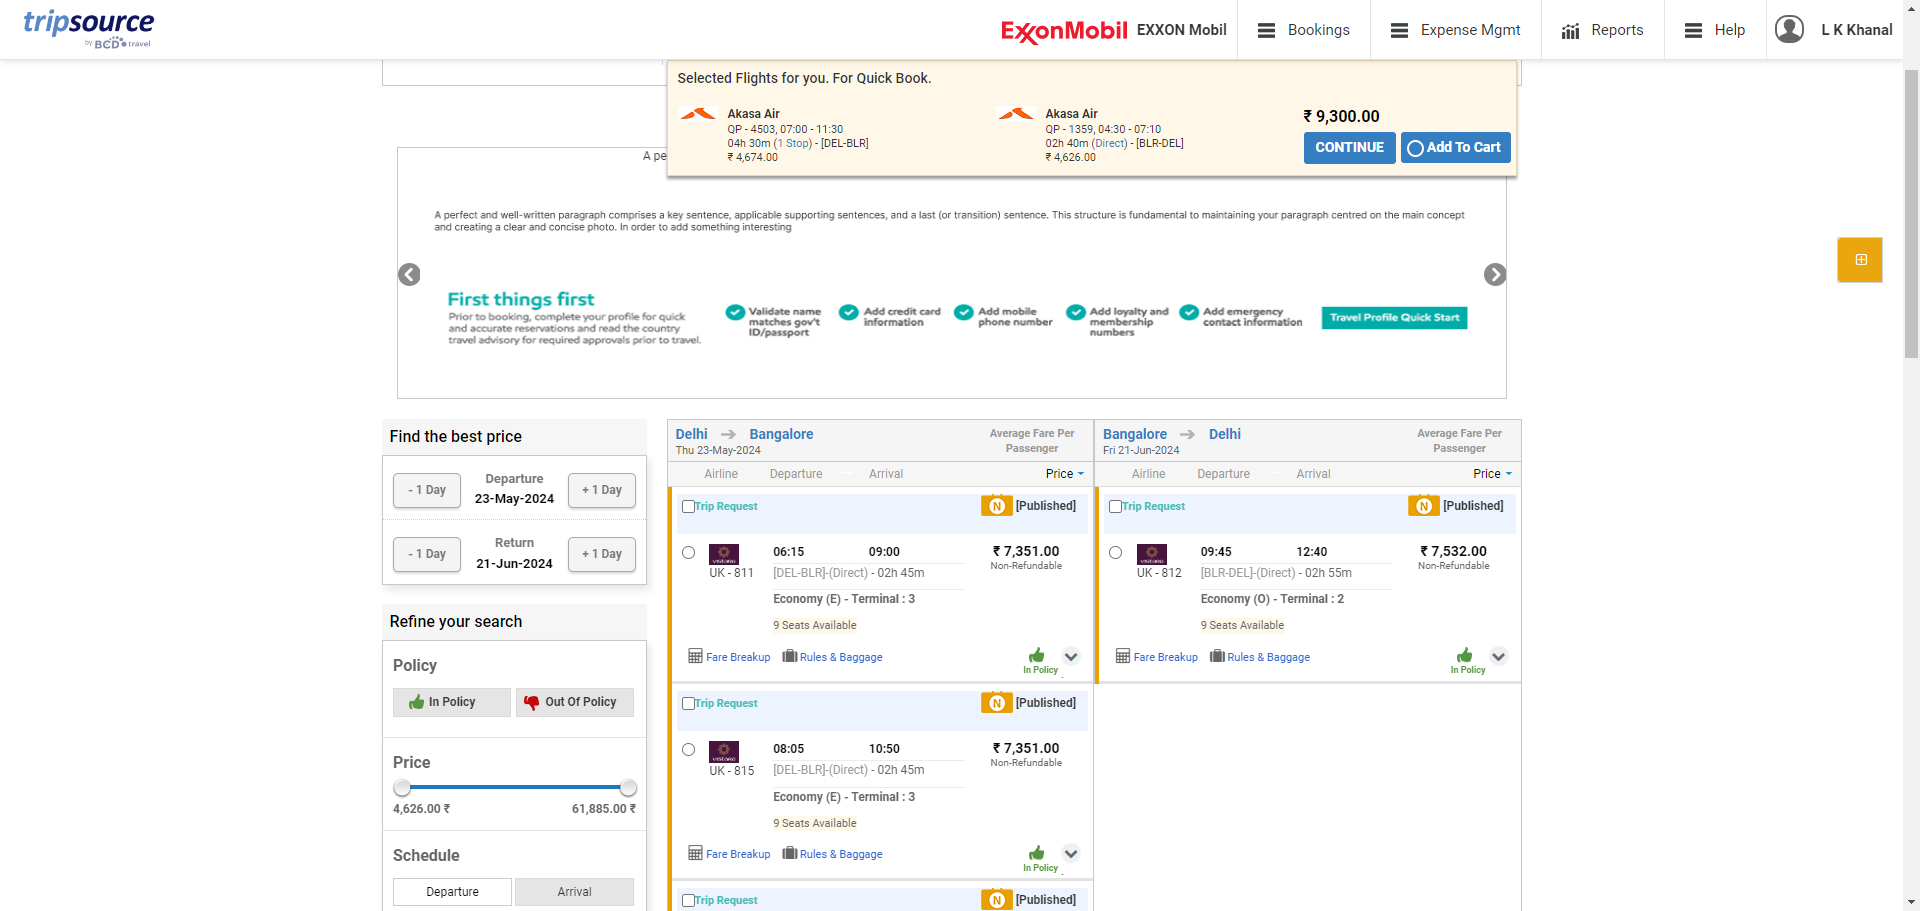 tripsource
by BCD travel
ExxonMobil EXXON Mobil
Bookings
Expense Mgmt
Reports
Help
L K Khanal
Selected Flights for you. For Quick Book.
Akasa Air
QP - 4503, 07:00 - 11:30
04h 30m (1 Stop) - [DEL-BLR]
₹ 4,674.00
Akasa Air
QP - 1359, 04:30 - 07:10
02h 40m (Direct) - [BLR-DEL]
₹ 4,626.00
₹ 9,300.00
CONTINUE
Add To Cart
A pe
A perfect and well-written paragraph comprises a key sentence, applicable supporting sentences, and a last (or transition) sentence. This structure is fundamental to maintaining your paragraph centred on the main concept
and creating a clear and concise photo. In order to add something interesting
First things first
Prior to booking, complete your profile for quick
and accurate reservations and read the country
travel advisory for required approvals prior to travel.
Validate name
matches gov't
ID/passport
Add credit card
information
Add mobile
phone number
Add loyalty and
membership
numbers
Add emergency
contact information
Travel Profile Quick Start
Find the best price
- 1 Day
Departure
23-May-2024
+ 1 Day
- 1 Day
Return
21-Jun-2024
+ 1 Day
Refine your search
Policy
In Policy
Out Of Policy
Price
4,626.00 ₹
61,885.00 ₹
Schedule
Departure
Arrival
Delhi
Bangalore
Thu 23-May-2024
Average Fare Per
Passenger
Airline
Departure
Arrival
Price
Trip Request
N [Published]
06:15
09:00
₹ 7,351.00
UK - 811
[DEL-BLR]-(Direct) - 02h 45m
Non-Refundable
Economy (E) - Terminal : 3
9 Seats Available
Fare Breakup
Rules & Baggage
In Policy
Trip Request
N [Published]
08:05
10:50
₹ 7,351.00
UK - 815
[DEL-BLR]-(Direct) - 02h 45m
Non-Refundable
Economy (E) - Terminal : 3
9 Seats Available
Fare Breakup
Rules & Baggage
In Policy
Trip Request
N [Published]
Bangalore
Delhi
Fri 21-Jun-2024
Average Fare Per
Passenger
Airline
Departure
Arrival
Price
Trip Request
N [Published]
09:45
12:40
₹ 7,532.00
UK - 812
[BLR-DEL]-(Direct) - 02h 55m
Non-Refundable
Economy (O) - Terminal : 2
9 Seats Available
Fare Breakup
Rules & Baggage
In Policy